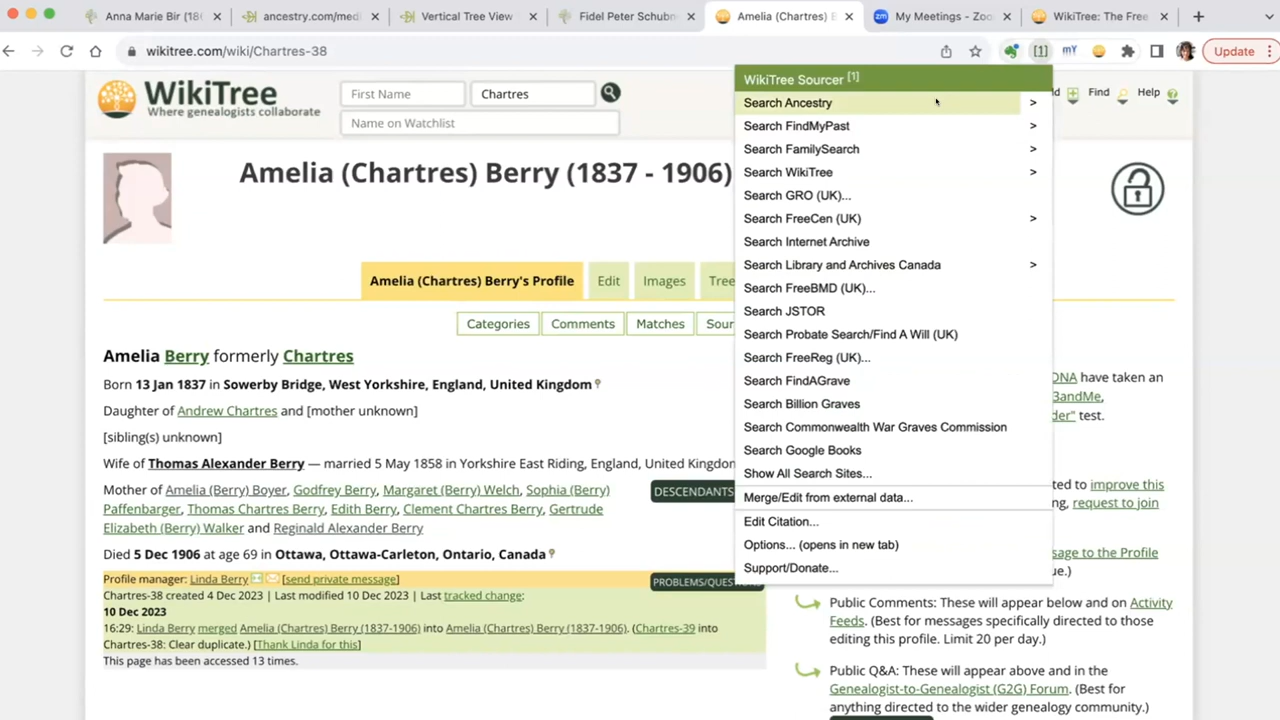 Anna Marie Bir (18
ancestry.com/med
Vertical Tree View
Fidel Peter Schubm
Amelia (Chartres) B
My Meetings - Zoo
WikiTree: The Free
wikitree.com/wiki/Chartres-38
[1]
mY
Update
WikiTree
Where genealogists collaborate
First Name
Chartres
Name on Watchlist
Find
Help
Amelia (Chartres) Berry (1837 - 1906)
WikiTree Sourcer [1]
Search Ancestry >
Search FindMyPast >
Search FamilySearch >
Search WikiTree >
Search GRO (UK)...
Search FreeCen (UK) >
Search Internet Archive
Search Library and Archives Canada >
Search FreeBMD (UK)...
Search JSTOR
Search Probate Search/Find A Will (UK)
Search FreeReg (UK)...
Search FindAGrave
Search Billion Graves
Search Commonwealth War Graves Commission
Search Google Books
Show All Search Sites...
Merge/Edit from external data...
Edit Citation...
Options... (opens in new tab)
Support/Donate...
Amelia (Chartres) Berry's Profile
Edit
Images
Tree
Categories
Comments
Matches
Sour
Amelia Berry formerly Chartres
Born 13 Jan 1837 in Sowerby Bridge, West Yorkshire, England, United Kingdom
Daughter of Andrew Chartres and [mother unknown]
[sibling(s) unknown]
Wife of Thomas Alexander Berry — married 5 May 1858 in Yorkshire East Riding, England, United Kingdom
Mother of Amelia (Berry) Boyer, Godfrey Berry, Margaret (Berry) Welch, Sophia (Berry)
Paffenbarger, Thomas Chartres Berry, Edith Berry, Clement Chartres Berry, Gertrude
Elizabeth (Berry) Walker and Reginald Alexander Berry
DESCENDANTS
Died 5 Dec 1906 at age 69 in Ottawa, Ottawa-Carleton, Ontario, Canada
Profile manager: Linda Berry [send private message]
PROBLEMS/QUESTIONS
Chartres-38 created 4 Dec 2023 | Last modified 10 Dec 2023 | Last tracked change:
10 Dec 2023
16:29: Linda Berry merged Amelia (Chartres) Berry (1837-1906) into Amelia (Chartres) Berry (1837-1906). (Chartres-39 into
Chartres-38: Clear duplicate.) [Thank Linda for this]
This page has been accessed 13 times.
DNA have taken an
3andMe,
der" test.
ted to improve this
ng, request to join
sage to the Profile
ue.)
Public Comments: These will appear below and on Activity
Feeds. (Best for messages specifically directed to those
editing this profile. Limit 20 per day.)
Public Q&A: These will appear above and in the
Genealogist-to-Genealogist (G2G) Forum. (Best for
anything directed to the wider genealogy community.)